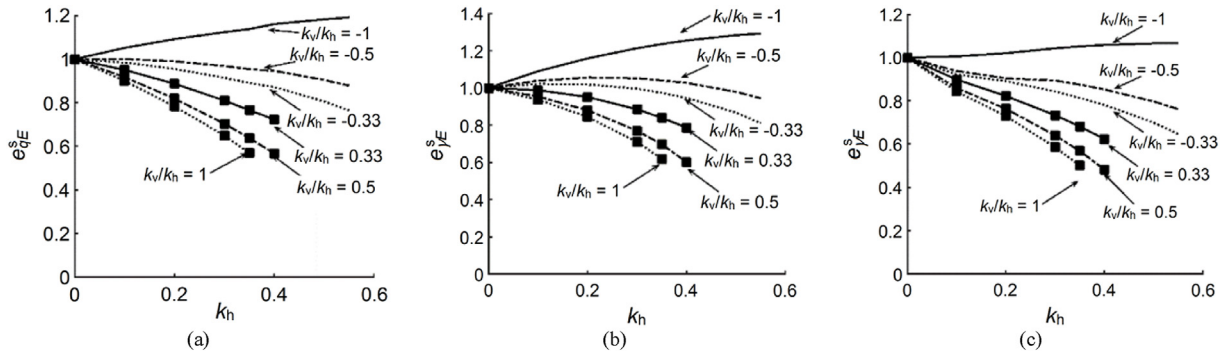 1.2
1
0.8
0.6
0.4
0.2
0
0
0.2
0.4
0.6
e^s_qE
k_h
k_v/k_h = -1
k_v/k_h = -0.5
k_v/k_h = -0.33
k_v/k_h = 0.33
k_v/k_h = 0.5
k_v/k_h = 1
(a)
1.4
1.2
1.0
0.8
0.6
0.4
0.2
0
0
0.2
0.4
0.6
e^s_γE
k_h
k_v/k_h = -1
k_v/k_h = -0.5
k_v/k_h = -0.33
k_v/k_h = 0.33
k_v/k_h = 0.5
k_v/k_h = 1
(b)
1.2
1.0
0.8
0.6
0.4
0.2
0
0
0.2
0.4
0.6
e^s_γE
k_h
k_v/k_h = -1
k_v/k_h = -0.5
k_v/k_h = -0.33
k_v/k_h = 0.33
k_v/k_h = 0.5
k_v/k_h = 1
(c)